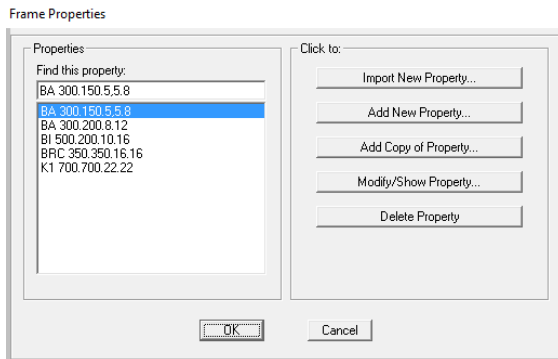 Frame Properties
Properties
Find this property:
BA 300.150.5,5.8
BA 300.150.5,5.8
BA 300.200.8.12
BI 500.200.10.16
BRC 350.350.16.16
K1 700.700.22.22
Click to:
Import New Property...
Add New Property...
Add Copy of Property...
Modify/Show Property...
Delete Property
OK
Cancel